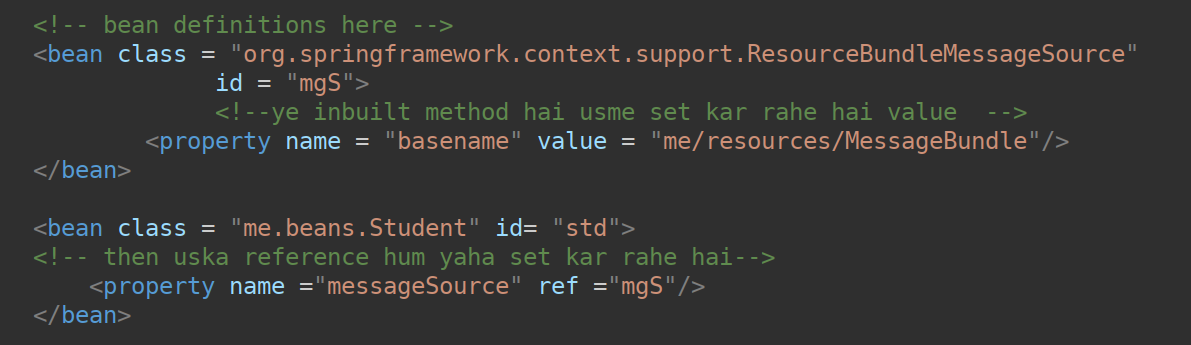 <!-- bean definitions here -->
<bean class = "org.springframework.context.support.ResourceBundleMessageSource"
id = "mgS">
<!--ye inbuilt method hai usme set kar rahe hai value  -->
<property name = "basename" value = "me/resources/MessageBundle"/>
</bean>
<bean class = "me.beans.Student" id= "std">
<!-- then uska reference hum yaha set kar rahe hai-->
<property name ="messageSource" ref ="mgS"/>
</bean>